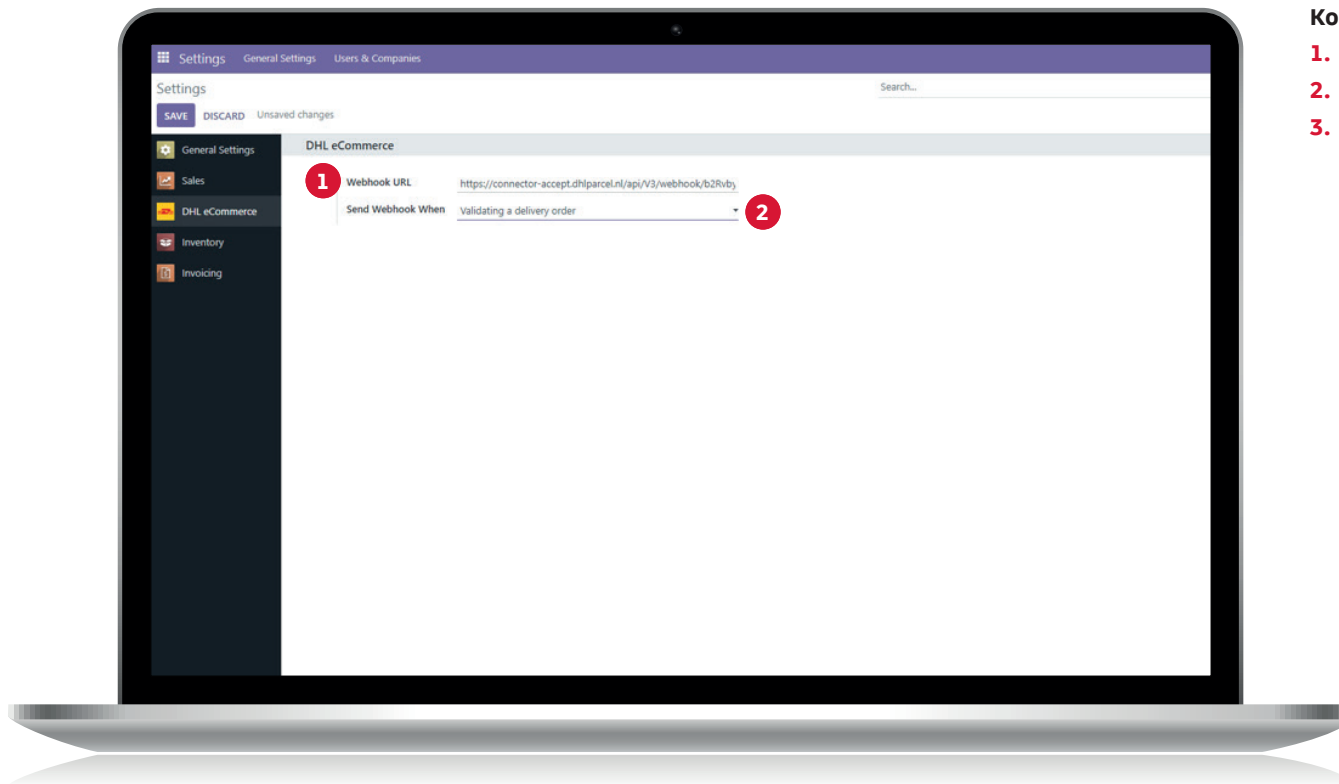 Settings General Settings Users & Companies
Settings
Search...
SAVE DISCARD Unsaved changes
General Settings
Sales
DHL eCommerce
Inventory
Invoicing
DHL eCommerce
1 Webhook URL https://connector-accept.dhlparcel.nl/api/V3/webhook/b2Rvby
Send Webhook When Validating a delivery order 2
Ko
1.
2.
3.